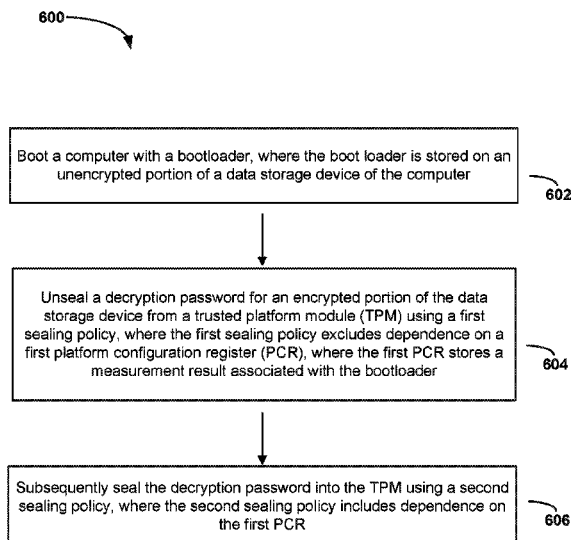 600
Boot a computer with a bootloader, where the boot loader is stored on an
unencrypted portion of a data storage device of the computer
602
Unseal a decryption password for an encrypted portion of the data
storage device from a trusted platform module (TPM) using a first
sealing policy, where the first sealing policy excludes dependence on a
first platform configuration register (PCR), where the first PCR stores a
measurement result associated with the bootloader
604
Subsequently seal the decryption password into the TPM using a second
sealing policy, where the second sealing policy includes dependence on
the first PCR
606